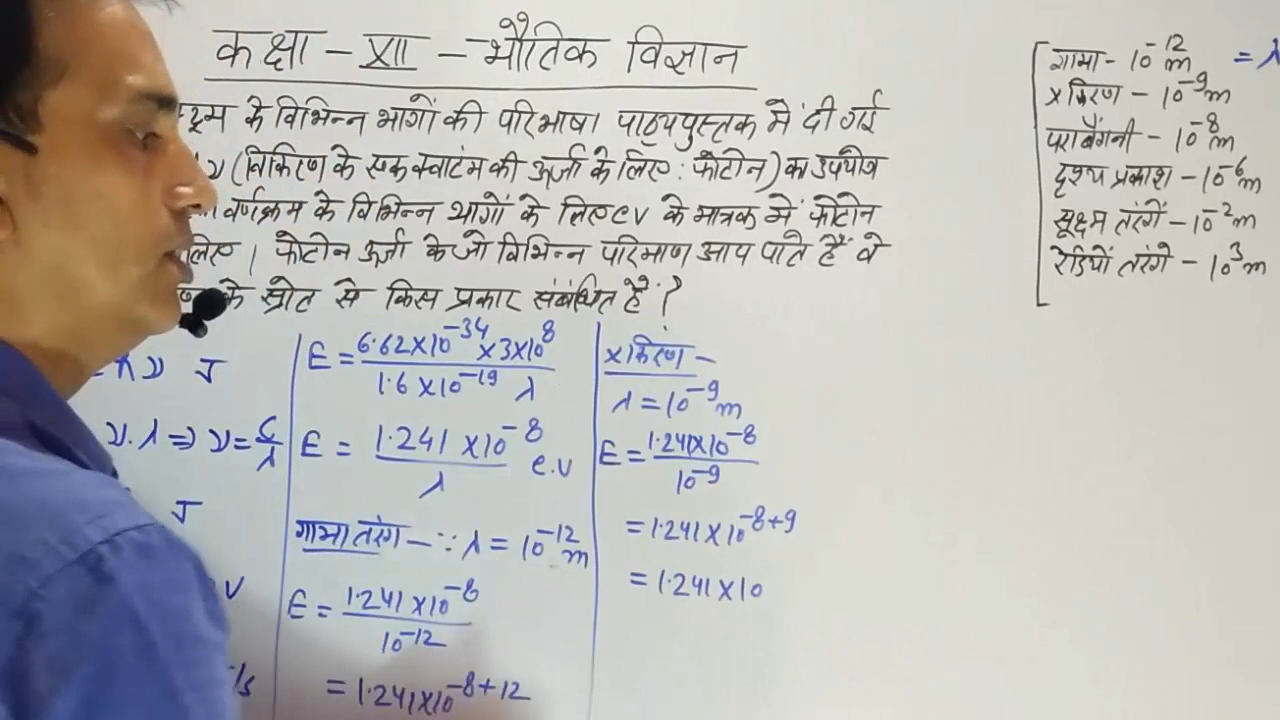 कक्षा – XII – भौतिक विज्ञान
के विभिन्न भागों की परिभाषा पाठ्यपुस्तक में दी गई
ν (विकिरण के एक क्वांटम की ऊर्जा के लिए : फोटोन) का उपयोग
वर्णक्रम के विभिन्न भागों के लिए eV के मात्रक में फोटोन
लिए। फोटोन ऊर्जा के जो विभिन्न परिमाण आप पाते हैं वे
के स्रोत से किस प्रकार संबंधित हैं?
hν J
ν.λ ⇒ ν = c/λ
J
V
/s
E = 6.62×10⁻³⁴×3×10⁸ / 1.6×10⁻¹⁹ λ
E = 1.241×10⁻⁸ / λ e.v
गामा तरंग – ∵ λ = 10⁻¹² m
E = 1.241×10⁻⁸ / 10⁻¹²
= 1.241×10⁻⁸⁺¹²
x किरण –
λ = 10⁻⁹ m
E = 1.241×10⁻⁸ / 10⁻⁹
= 1.241×10⁻⁸⁺⁹
= 1.241×10
गामा – 10⁻¹² m = λ
x किरण – 10⁻⁹ m
पराबैंगनी – 10⁻⁸ m
दृश्य प्रकाश – 10⁻⁶ m
सूक्ष्म तरंगें – 10⁻² m
रेडियों तरंगे – 10³ m